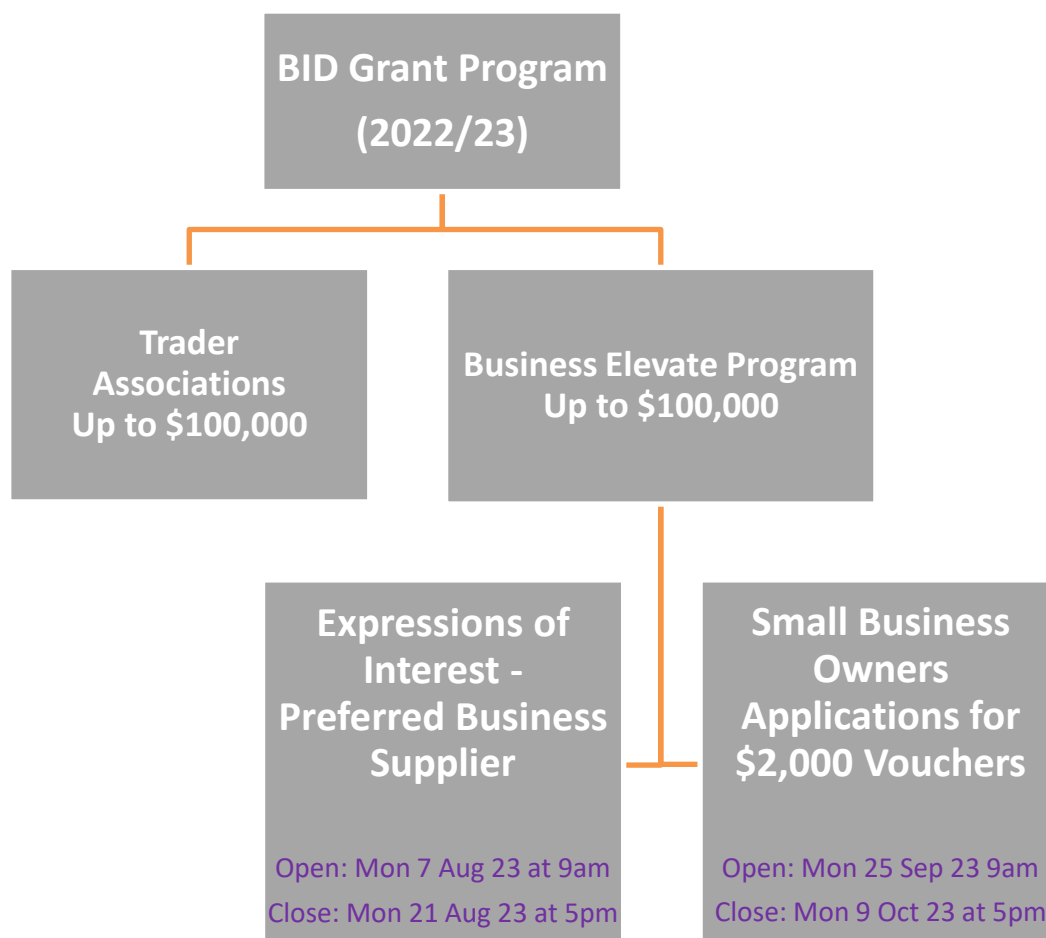 BID Grant Program
(2022/23)
Trader
Associations
Up to $100,000
Business Elevate Program
Up to $100,000
Expressions of
Interest -
Preferred Business
Supplier
Open: Mon 7 Aug 23 at 9am
Close: Mon 21 Aug 23 at 5pm
Small Business
Owners
Applications for
$2,000 Vouchers
Open: Mon 25 Sep 23 9am
Close: Mon 9 Oct 23 at 5pm